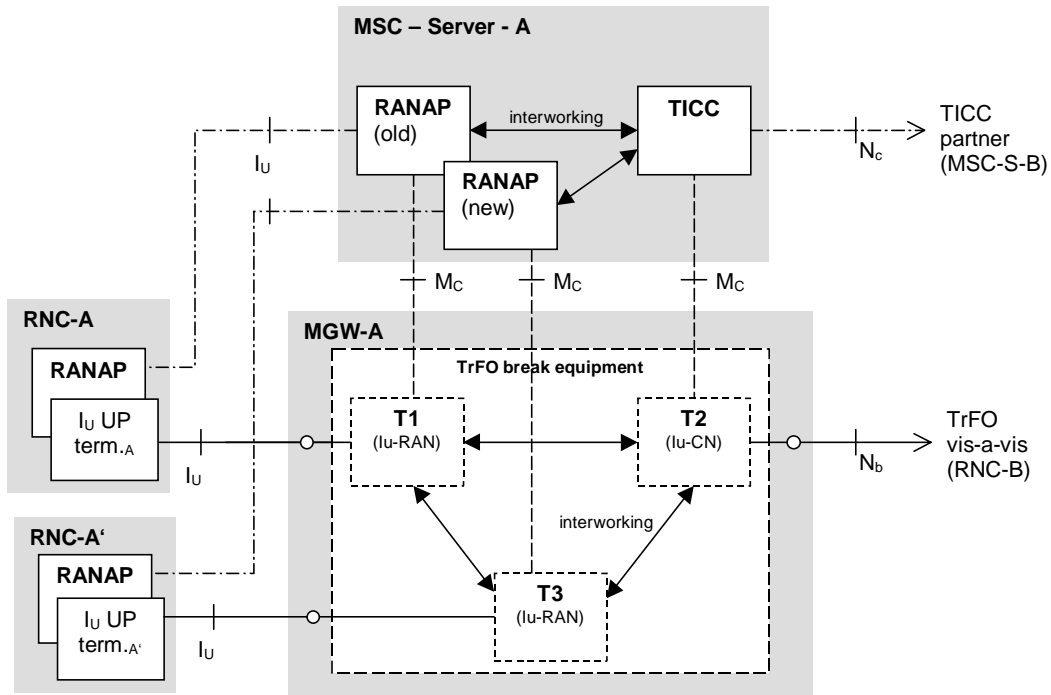 MSC – Server - A
RANAP
(old)
interworking
TICC
RANAP
(new)
TICC
partner
(MSC-S-B)
IU
NC
MC
MC
MC
RNC-A
RANAP
IU UP
term.A
IU
MGW-A
TrFO break equipment
T1
(Iu-RAN)
T2
(Iu-CN)
Nb
TrFO
vis-a-vis
(RNC-B)
interworking
RNC-A‘
RANAP
IU UP
term.A‘
IU
T3
(Iu-RAN)